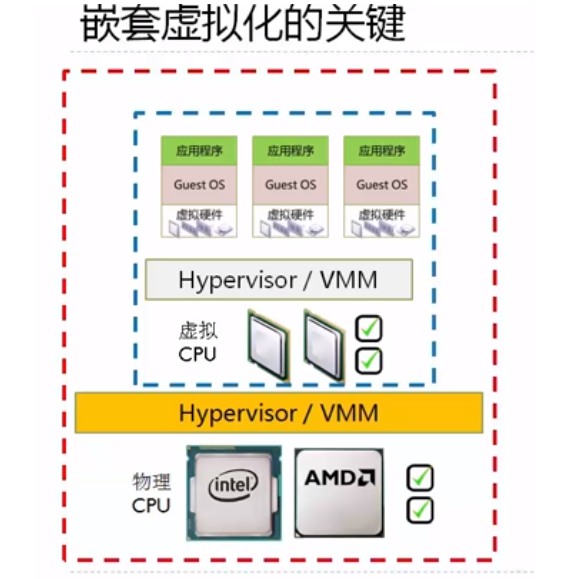 嵌套虚拟化的关键
应用程序 应用程序 应用程序
Guest OS Guest OS Guest OS
虚拟硬件 虚拟硬件 虚拟硬件
Hypervisor / VMM
虚拟
CPU
Hypervisor / VMM
物理
CPU
intel
AMD